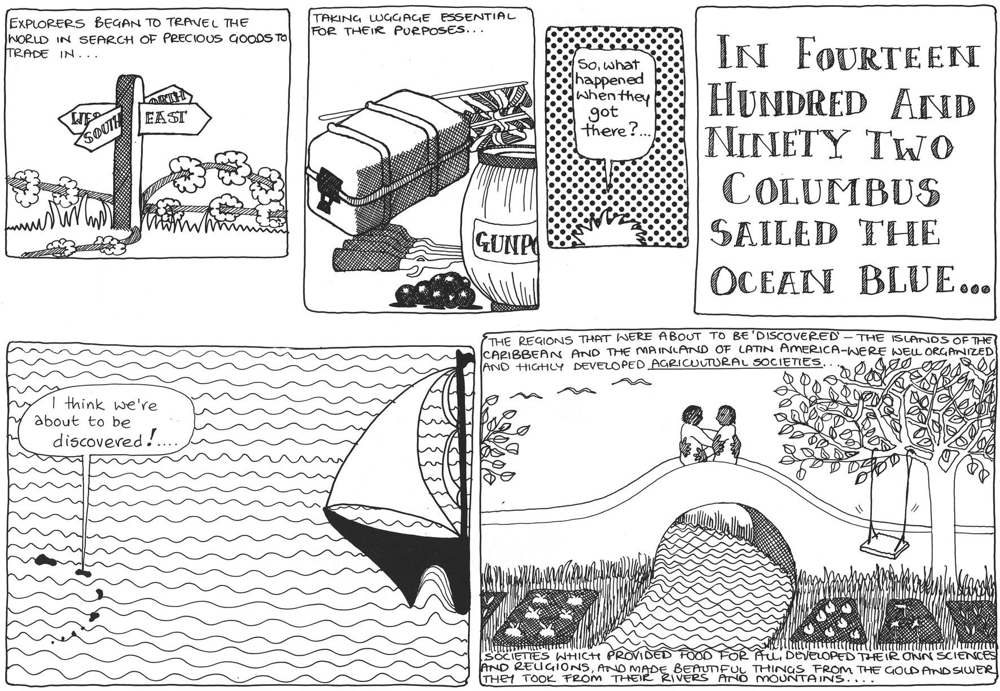 EXPLORERS BEGAN TO TRAVEL THE
WORLD IN SEARCH OF PRECIOUS GOODS TO
TRADE IN...
ORTH
WES
SOUTH
EAST
TAKING LUGGAGE ESSENTIAL
FOR THEIR PURPOSES...
GUNPO
So, what
happened
when they
got
there?...
IN FOURTEEN
HUNDRED AND
NINETY TWO
COLUMBUS
SAILED THE
OCEAN BLUE...
I think we're
about to be
discovered!....
THE REGIONS THAT WERE ABOUT TO BE 'DISCOVERED' — THE ISLANDS OF THE
CARIBBEAN AND THE MAINLAND OF LATIN AMERICA-WERE WELL ORGANIZED
AND HIGHLY DEVELOPED AGRICULTURAL SOCIETIES...
.SOCIETIES WHICH PROVIDED FOOD FOR ALL, DEVELOPED THEIR OWN SCIENCES
AND RELIGIONS, AND MADE BEAUTIFUL THINGS FROM THE GOLD AND SILVER
THEY TOOK FROM THEIR RIVERS AND MOUNTAINS....